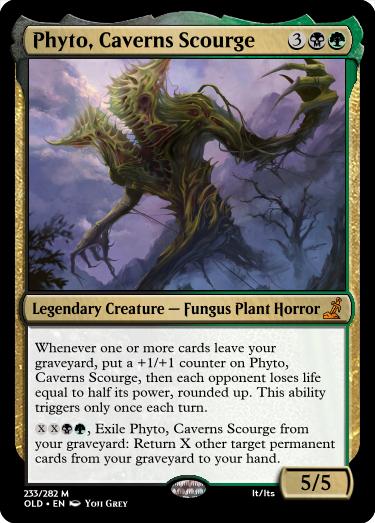 Phyto, Caverns Scourge 3
Legendary Creature — Fungus Plant Horror
Whenever one or more cards leave your
graveyard, put a +1/+1 counter on Phyto,
Caverns Scourge, then each opponent loses life
equal to half its power, rounded up. This ability
triggers only once each turn.
X X , Exile Phyto, Caverns Scourge from
your graveyard: Return X other target permanent
cards from your graveyard to your hand.
5/5
233/282 M It/Its
OLD • EN Yoji Grey